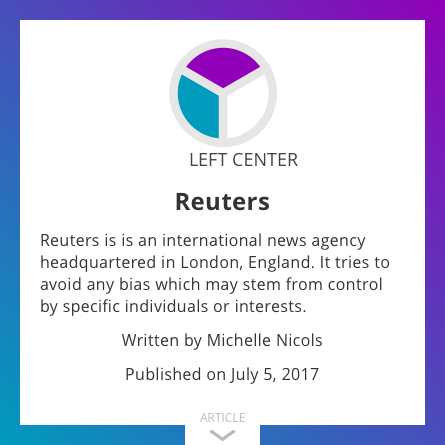 LEFT CENTER
Reuters
Reuters is is an international news agency
headquartered in London, England. It tries to
avoid any bias which may stem from control
by specific individuals or interests.
Written by Michelle Nicols
Published on July 5, 2017
ARTICLE